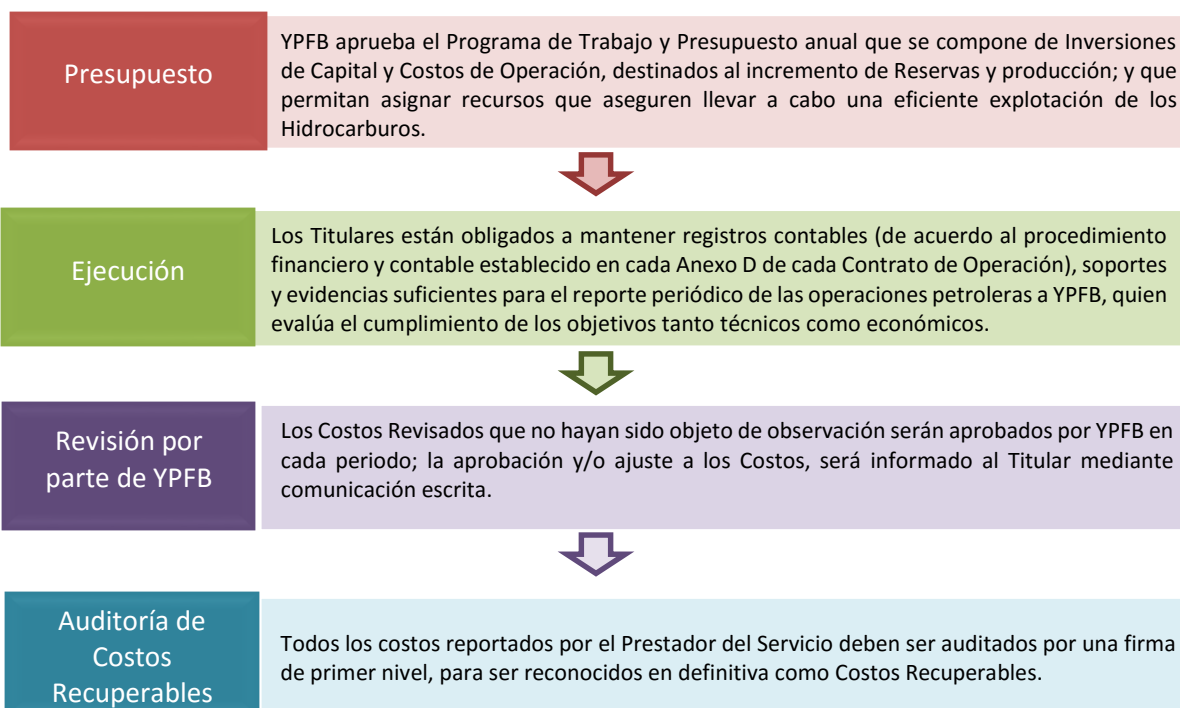 Presupuesto
YPFB aprueba el Programa de Trabajo y Presupuesto anual que se compone de Inversiones
de Capital y Costos de Operación, destinados al incremento de Reservas y producción; y que
permitan asignar recursos que aseguren llevar a cabo una eficiente explotación de los
Hidrocarburos.
Ejecución
Los Titulares están obligados a mantener registros contables (de acuerdo al procedimiento
financiero y contable establecido en cada Anexo D de cada Contrato de Operación), soportes
y evidencias suficientes para el reporte periódico de las operaciones petroleras a YPFB, quien
evalúa el cumplimiento de los objetivos tanto técnicos como económicos.
Revisión por
parte de YPFB
Los Costos Revisados que no hayan sido objeto de observación serán aprobados por YPFB en
cada periodo; la aprobación y/o ajuste a los Costos, será informado al Titular mediante
comunicación escrita.
Auditoría de
Costos
Recuperables
Todos los costos reportados por el Prestador del Servicio deben ser auditados por una firma
de primer nivel, para ser reconocidos en definitiva como Costos Recuperables.